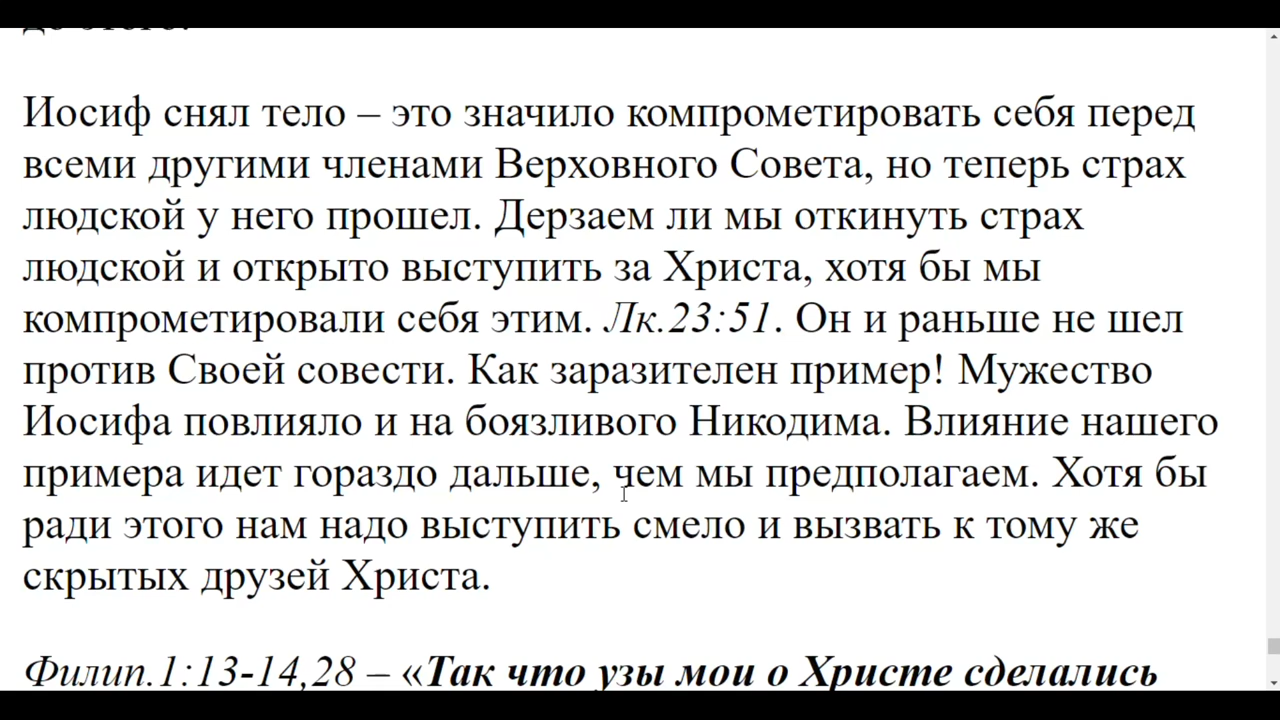 Иосиф снял тело – это значило компрометировать себя перед
всеми другими членами Верховного Совета, но теперь страх
людской у него прошел. Дерзаем ли мы откинуть страх
людской и открыто выступить за Христа, хотя бы мы
компрометировали себя этим. Лк.23:51. Он и раньше не шел
против Своей совести. Как заразителен пример! Мужество
Иосифа повлияло и на боязливого Никодима. Влияние нашего
примера идет гораздо дальше, чем мы предполагаем. Хотя бы
ради этого нам надо выступить смело и вызвать к тому же
скрытых друзей Христа.
Филип.1:13-14,28 – «Так что узы мои о Христе сделались